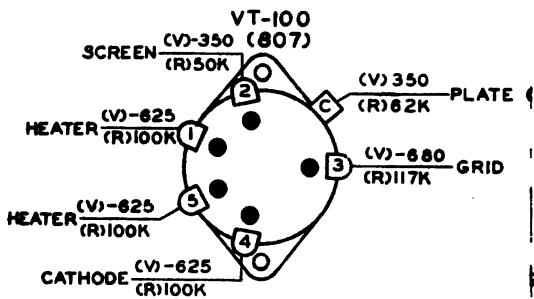 VT-100
(807)
SCREEN (V)-350
(R)50K
2
C
(V) 350
(R)62K
PLATE
HEATER (V)-625
(R)100K
1
3
(V)-680
(R)117K
GRID
HEATER (V)-625
(R)100K
5
4
CATHODE (V)-625
(R)100K